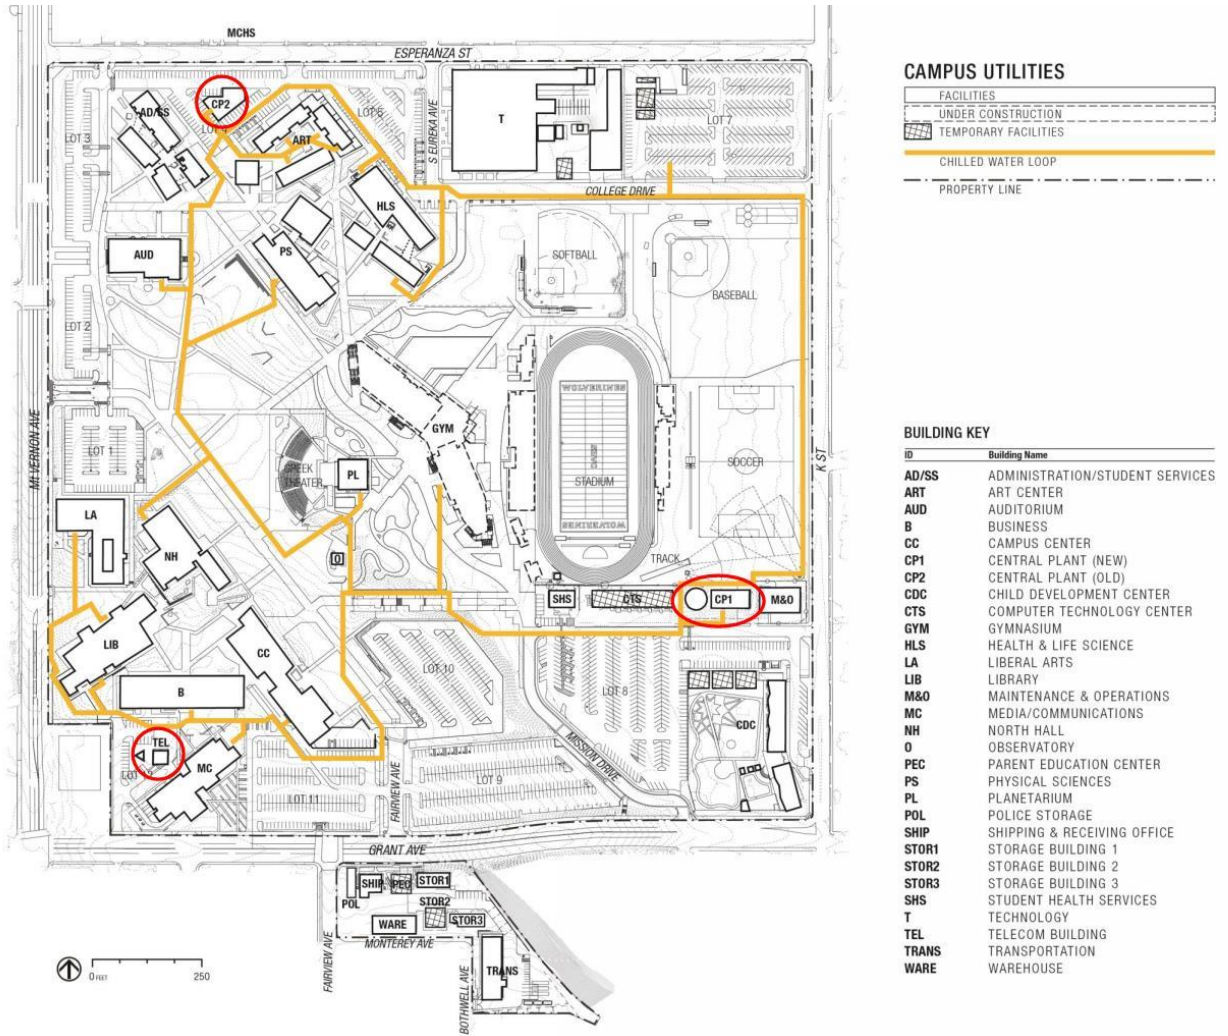 MCHS
ESPERANZA ST
CP2
AD/SS
LOT 3
LOT 4
LOT 5
ART
S EUREKA AVE
T
LOT 7
COLLEGE DRIVE
HLS
PS
AUD
SOFTBALL
BASEBALL
LOT 2
WOLVERINES
GYM
MT VERNON AVE
LOT 1
GREEK
THEATER
PL
STADIUM
SOCCER
K ST
LA
NH
O
WOLVERINES
TRACK
SHS
CTS
CP1
M&O
LIB
CC
LOT 10
LOT 8
B
CDC
TEL
MC
MISSION DRIVE
LOT 9
LOT 11
FAIRVIEW AVE
GRANT AVE
SHIP
PEC
STOR1
POL
STOR2
WARE
STOR3
MONTEREY AVE
FAIRVIEW AVE
TRANS
BOTHWELL AVE
0 FEET 250
CAMPUS UTILITIES
FACILITIES
UNDER CONSTRUCTION
TEMPORARY FACILITIES
CHILLED WATER LOOP
PROPERTY LINE
BUILDING KEY
ID Building Name
AD/SS ADMINISTRATION/STUDENT SERVICES
ART ART CENTER
AUD AUDITORIUM
B BUSINESS
CC CAMPUS CENTER
CP1 CENTRAL PLANT (NEW)
CP2 CENTRAL PLANT (OLD)
CDC CHILD DEVELOPMENT CENTER
CTS COMPUTER TECHNOLOGY CENTER
GYM GYMNASIUM
HLS HEALTH & LIFE SCIENCE
LA LIBERAL ARTS
LIB LIBRARY
M&O MAINTENANCE & OPERATIONS
MC MEDIA/COMMUNICATIONS
NH NORTH HALL
O OBSERVATORY
PEC PARENT EDUCATION CENTER
PS PHYSICAL SCIENCES
PL PLANETARIUM
POL POLICE STORAGE
SHIP SHIPPING & RECEIVING OFFICE
STOR1 STORAGE BUILDING 1
STOR2 STORAGE BUILDING 2
STOR3 STORAGE BUILDING 3
SHS STUDENT HEALTH SERVICES
T TECHNOLOGY
TEL TELECOM BUILDING
TRANS TRANSPORTATION
WARE WAREHOUSE